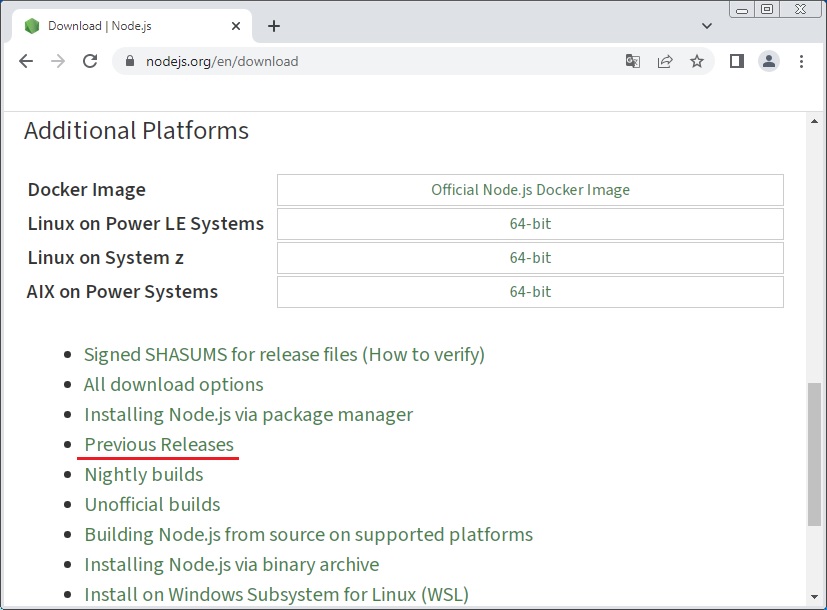 Download | Node.js
nodejs.org/en/download
Additional Platforms
Docker Image Official Node.js Docker Image
Linux on Power LE Systems 64-bit
Linux on System z 64-bit
AIX on Power Systems 64-bit
Signed SHASUMS for release files (How to verify)
All download options
Installing Node.js via package manager
Previous Releases
Nightly builds
Unofficial builds
Building Node.js from source on supported platforms
Installing Node.js via binary archive
Install on Windows Subsystem for Linux (WSL)